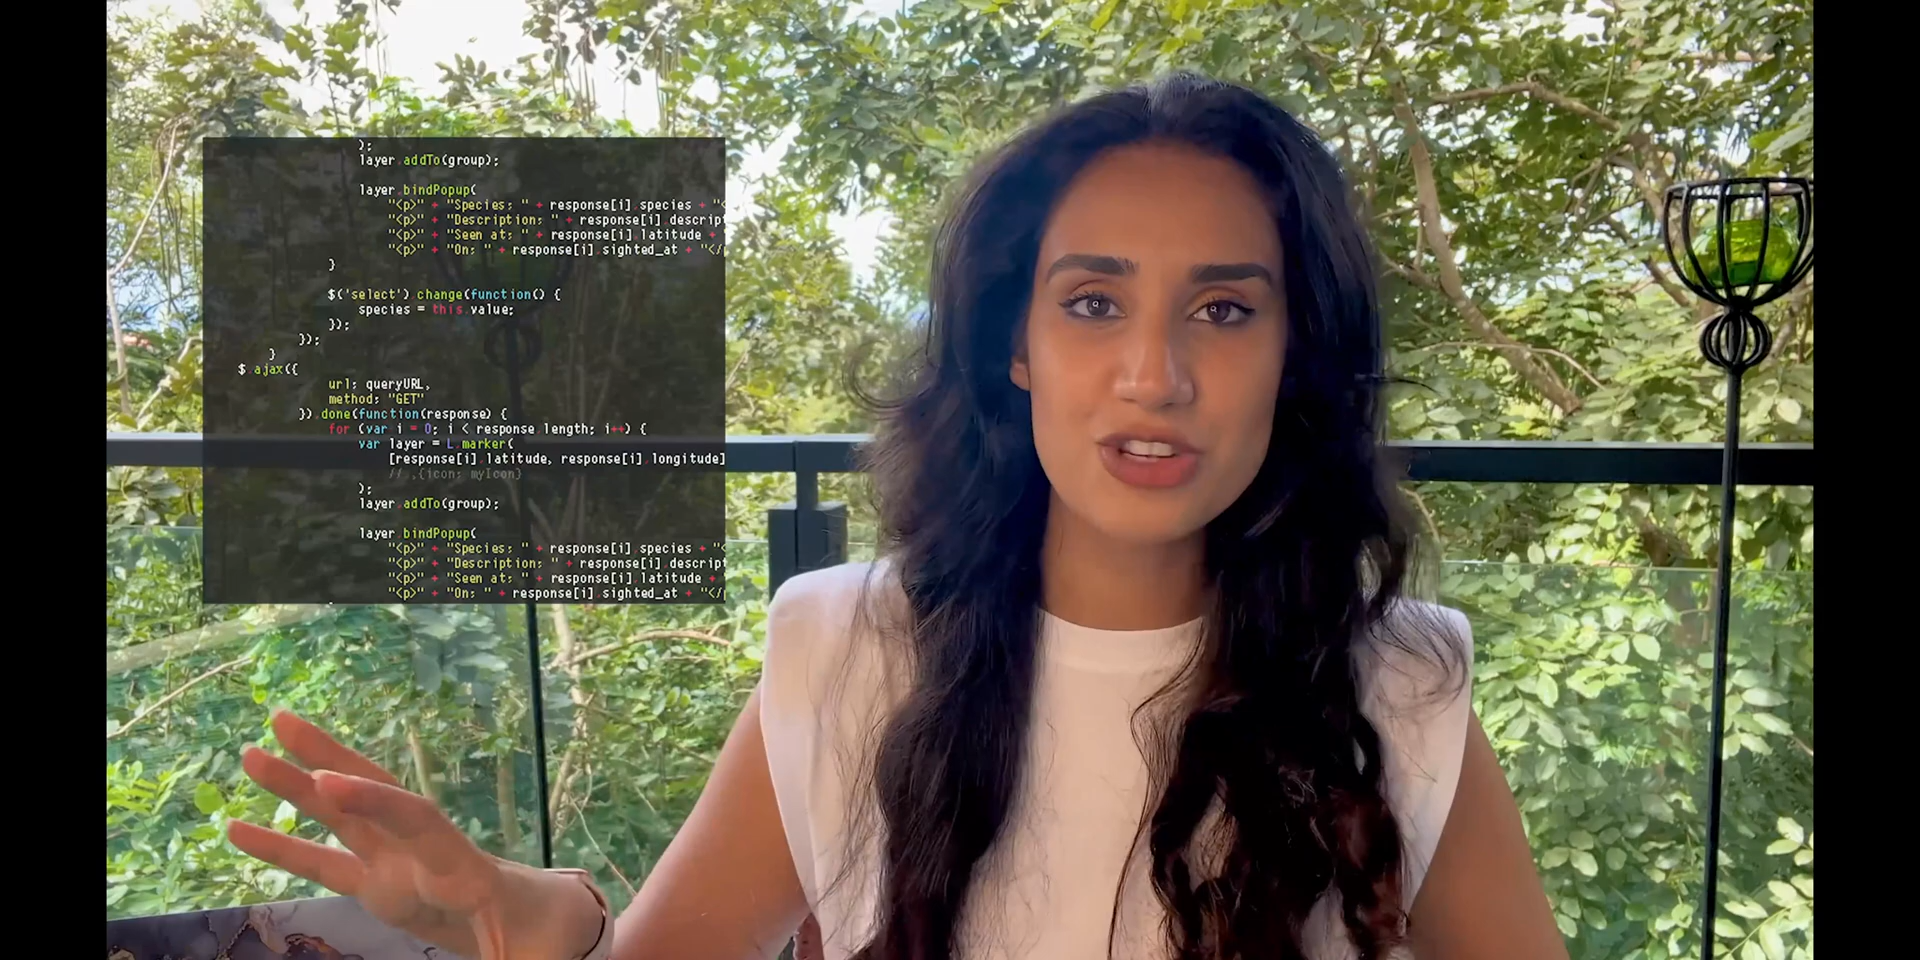 );
layer.addTo(group);
layer.bindPopup(
"<p>" + "Species: " + response[i].species + "<
"<p>" + "Description: " + response[i].descript
"<p>" + "Seen at: " + response[i].latitude +
"<p>" + "On: " + response[i].sighted_at + "</
}
$('select').change(function() {
species = this.value;
});
});
}
$.ajax({
url: queryURL,
method: "GET"
}).done(function(response) {
for (var i = 0; i < response.length; i++) {
var layer = L.marker(
[response[i].latitude, response[i].longitude]
//.,{icon: myIcon}
);
layer.addTo(group);
layer.bindPopup(
"<p>" + "Species: " + response[i].species + "<
"<p>" + "Description: " + response[i].descript
"<p>" + "Seen at: " + response[i].latitude +
"<p>" + "On: " + response[i].sighted_at + "</